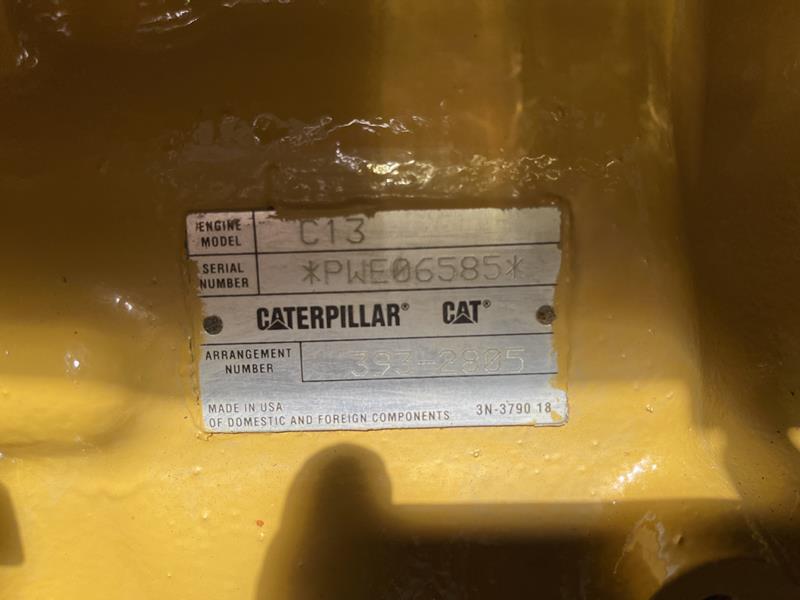 ENGINE MODEL C13
SERIAL NUMBER *PWE06585*
CATERPILLAR® CAT®
ARRANGEMENT NUMBER 393-2805
MADE IN USA
OF DOMESTIC AND FOREIGN COMPONENTS 3N-3790 18